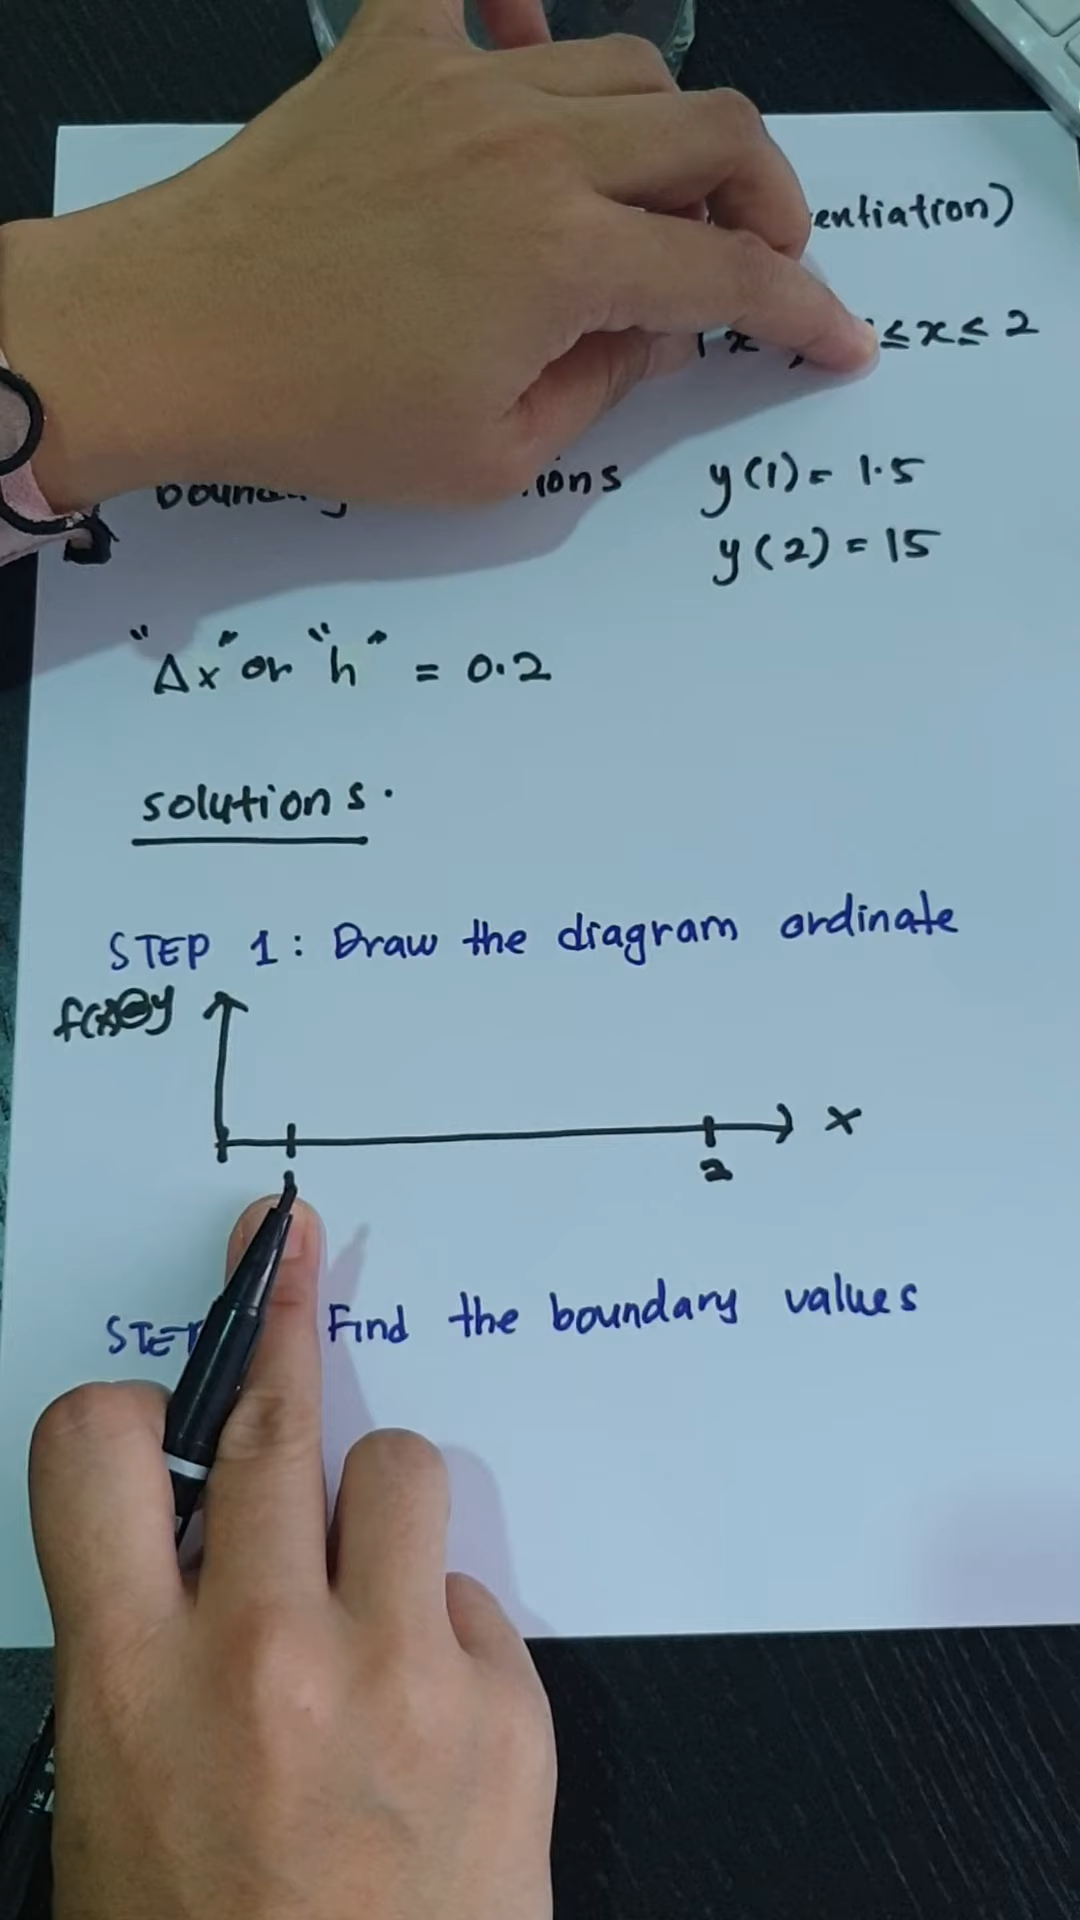 entiation)
≤ x ≤ 2
y(1) = 1.5
y(2) = 15
"Δx" or "h" = 0.2
solutions.
STEP 1: Draw the diagram ordinate
f(x)@y
x
2
Find the boundary values